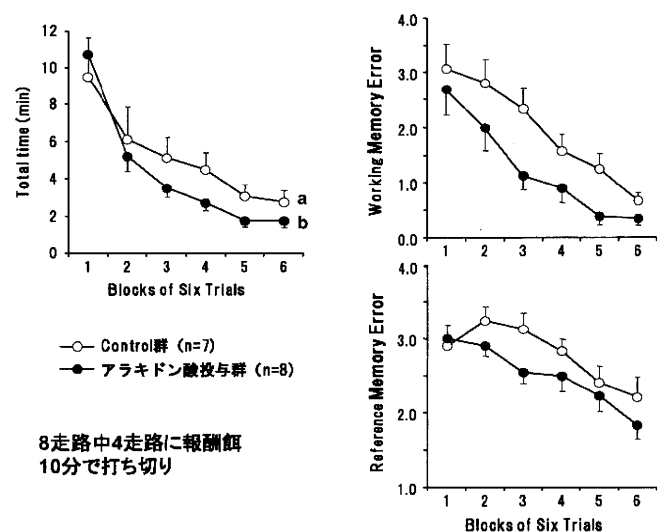 12
10
8
6
4
2
0
Total time (min)
a
b
1 2 3 4 5 6
Blocks of Six Trials
Control群 (n=7)
アラキドン酸投与群 (n=8)
8走路中4走路に報酬餌
10分で打ち切り
4.0
3.0
2.0
1.0
0.0
Working Memory Error
1 2 3 4 5 6
4.0
3.0
2.0
1.0
Reference Memory Error
1 2 3 4 5 6
Blocks of Six Trials